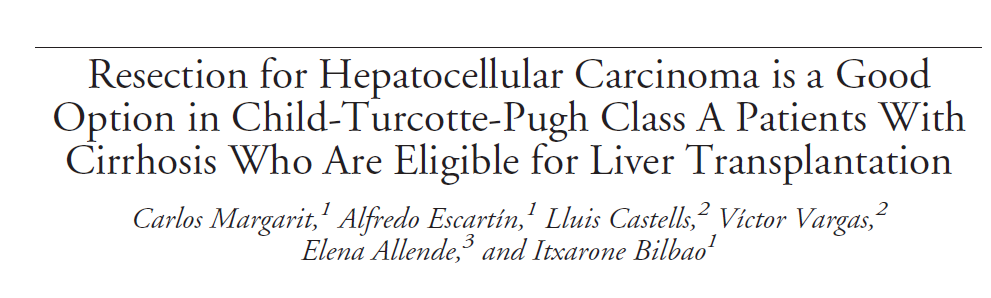 Resection for Hepatocellular Carcinoma is a Good
Option in Child-Turcotte-Pugh Class A Patients With
Cirrhosis Who Are Eligible for Liver Transplantation
Carlos Margarit,¹ Alfredo Escartín,¹ Lluis Castells,² Víctor Vargas,²
Elena Allende,³ and Itxarone Bilbao¹